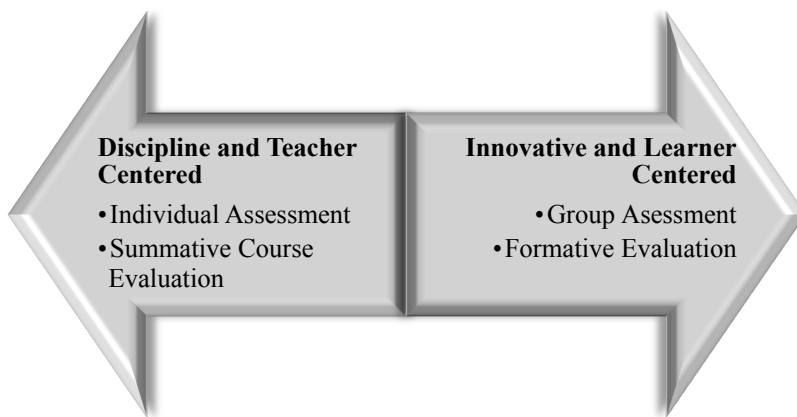 Discipline and Teacher
Centered
•Individual Assessment
•Summative Course
Evaluation
Innovative and Learner
Centered
•Group Asessment
•Formative Evaluation